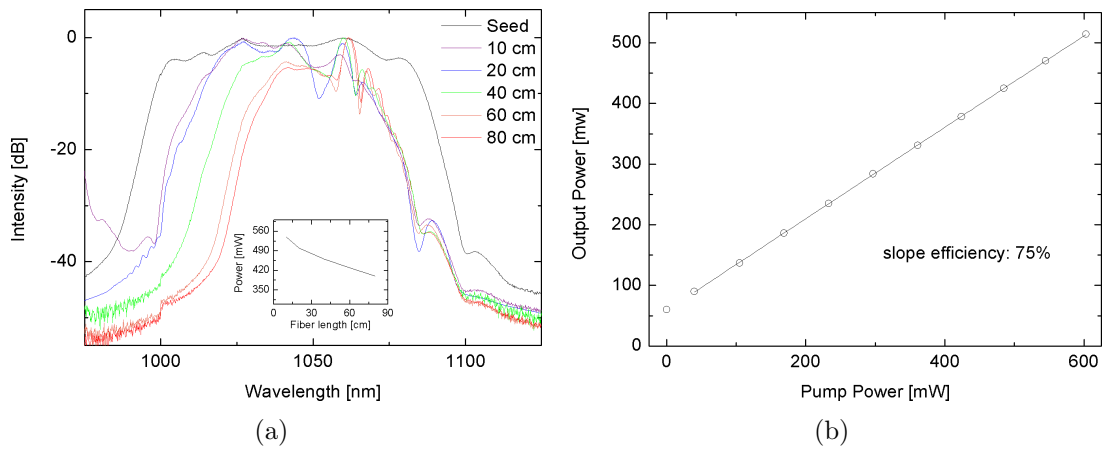 0
-20
-40
Intensity [dB]
1000
1050
1100
Wavelength [nm]
Seed
10 cm
20 cm
40 cm
60 cm
80 cm
560
490
420
350
Power [mW]
0
30
60
90
Fiber length [cm]
(a)
500
400
300
200
100
0
Output Power [mw]
slope efficiency: 75%
0
200
400
600
Pump Power [mW]
(b)